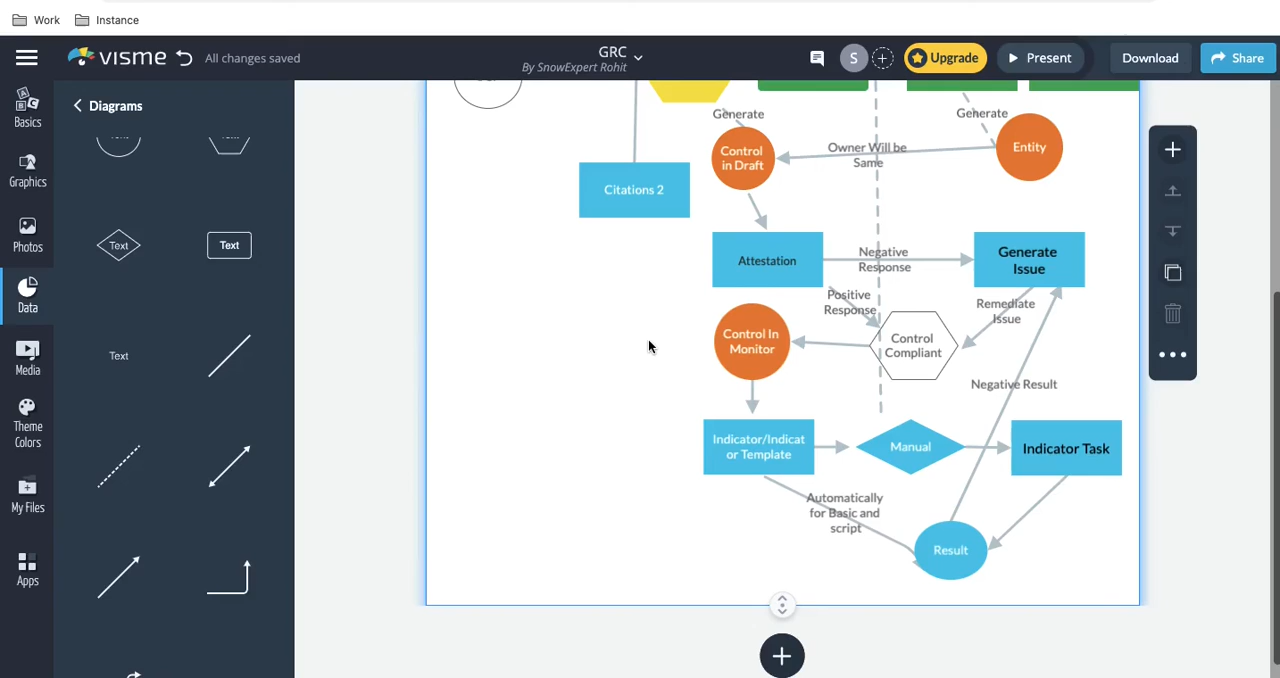 Work
Instance
visme
All changes saved
GRC
By SnowExpert Rohit
S
Upgrade
Present
Download
Share
Basics
Graphics
Photos
Data
Media
Theme
Colors
My Files
Apps
Diagrams
Text
Text
Text
Generate
Generate
Control
in Draft
Owner Will be
Same
Entity
Citations 2
Attestation
Negative
Response
Generate
Issue
Positive
Response
Remediate
Issue
Control In
Monitor
Control
Compliant
Negative Result
Indicator/Indicat
or Template
Manual
Indicator Task
Automatically
for Basic and
script
Result